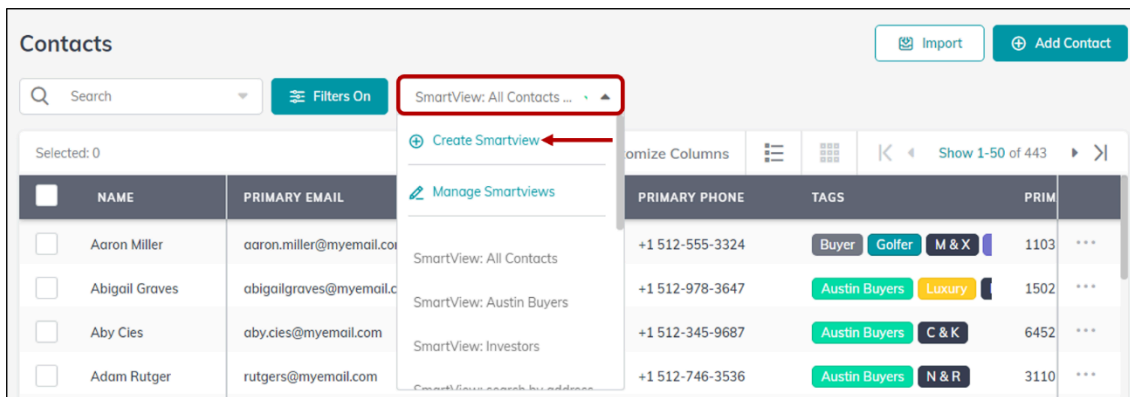 Contacts
Import
Add Contact
Search
Filters On
SmartView: All Contacts ...
Create Smartview
Selected: 0
omize Columns
Show 1-50 of 443
Manage Smartviews
NAME PRIMARY EMAIL PRIMARY PHONE TAGS PRIM
Aaron Miller aaron.miller@myemail.co +1 512-555-3324 Buyer Golfer M & X 1103
SmartView: All Contacts
Abigail Graves abigailgraves@myemail.c +1 512-978-3647 Austin Buyers Luxury 1502
SmartView: Austin Buyers
Aby Cies aby.cies@myemail.com +1 512-345-9687 Austin Buyers C & K 6452
SmartView: Investors
Adam Rutger rutgers@myemail.com +1 512-746-3536 Austin Buyers N & R 3110
SmartView: search by address